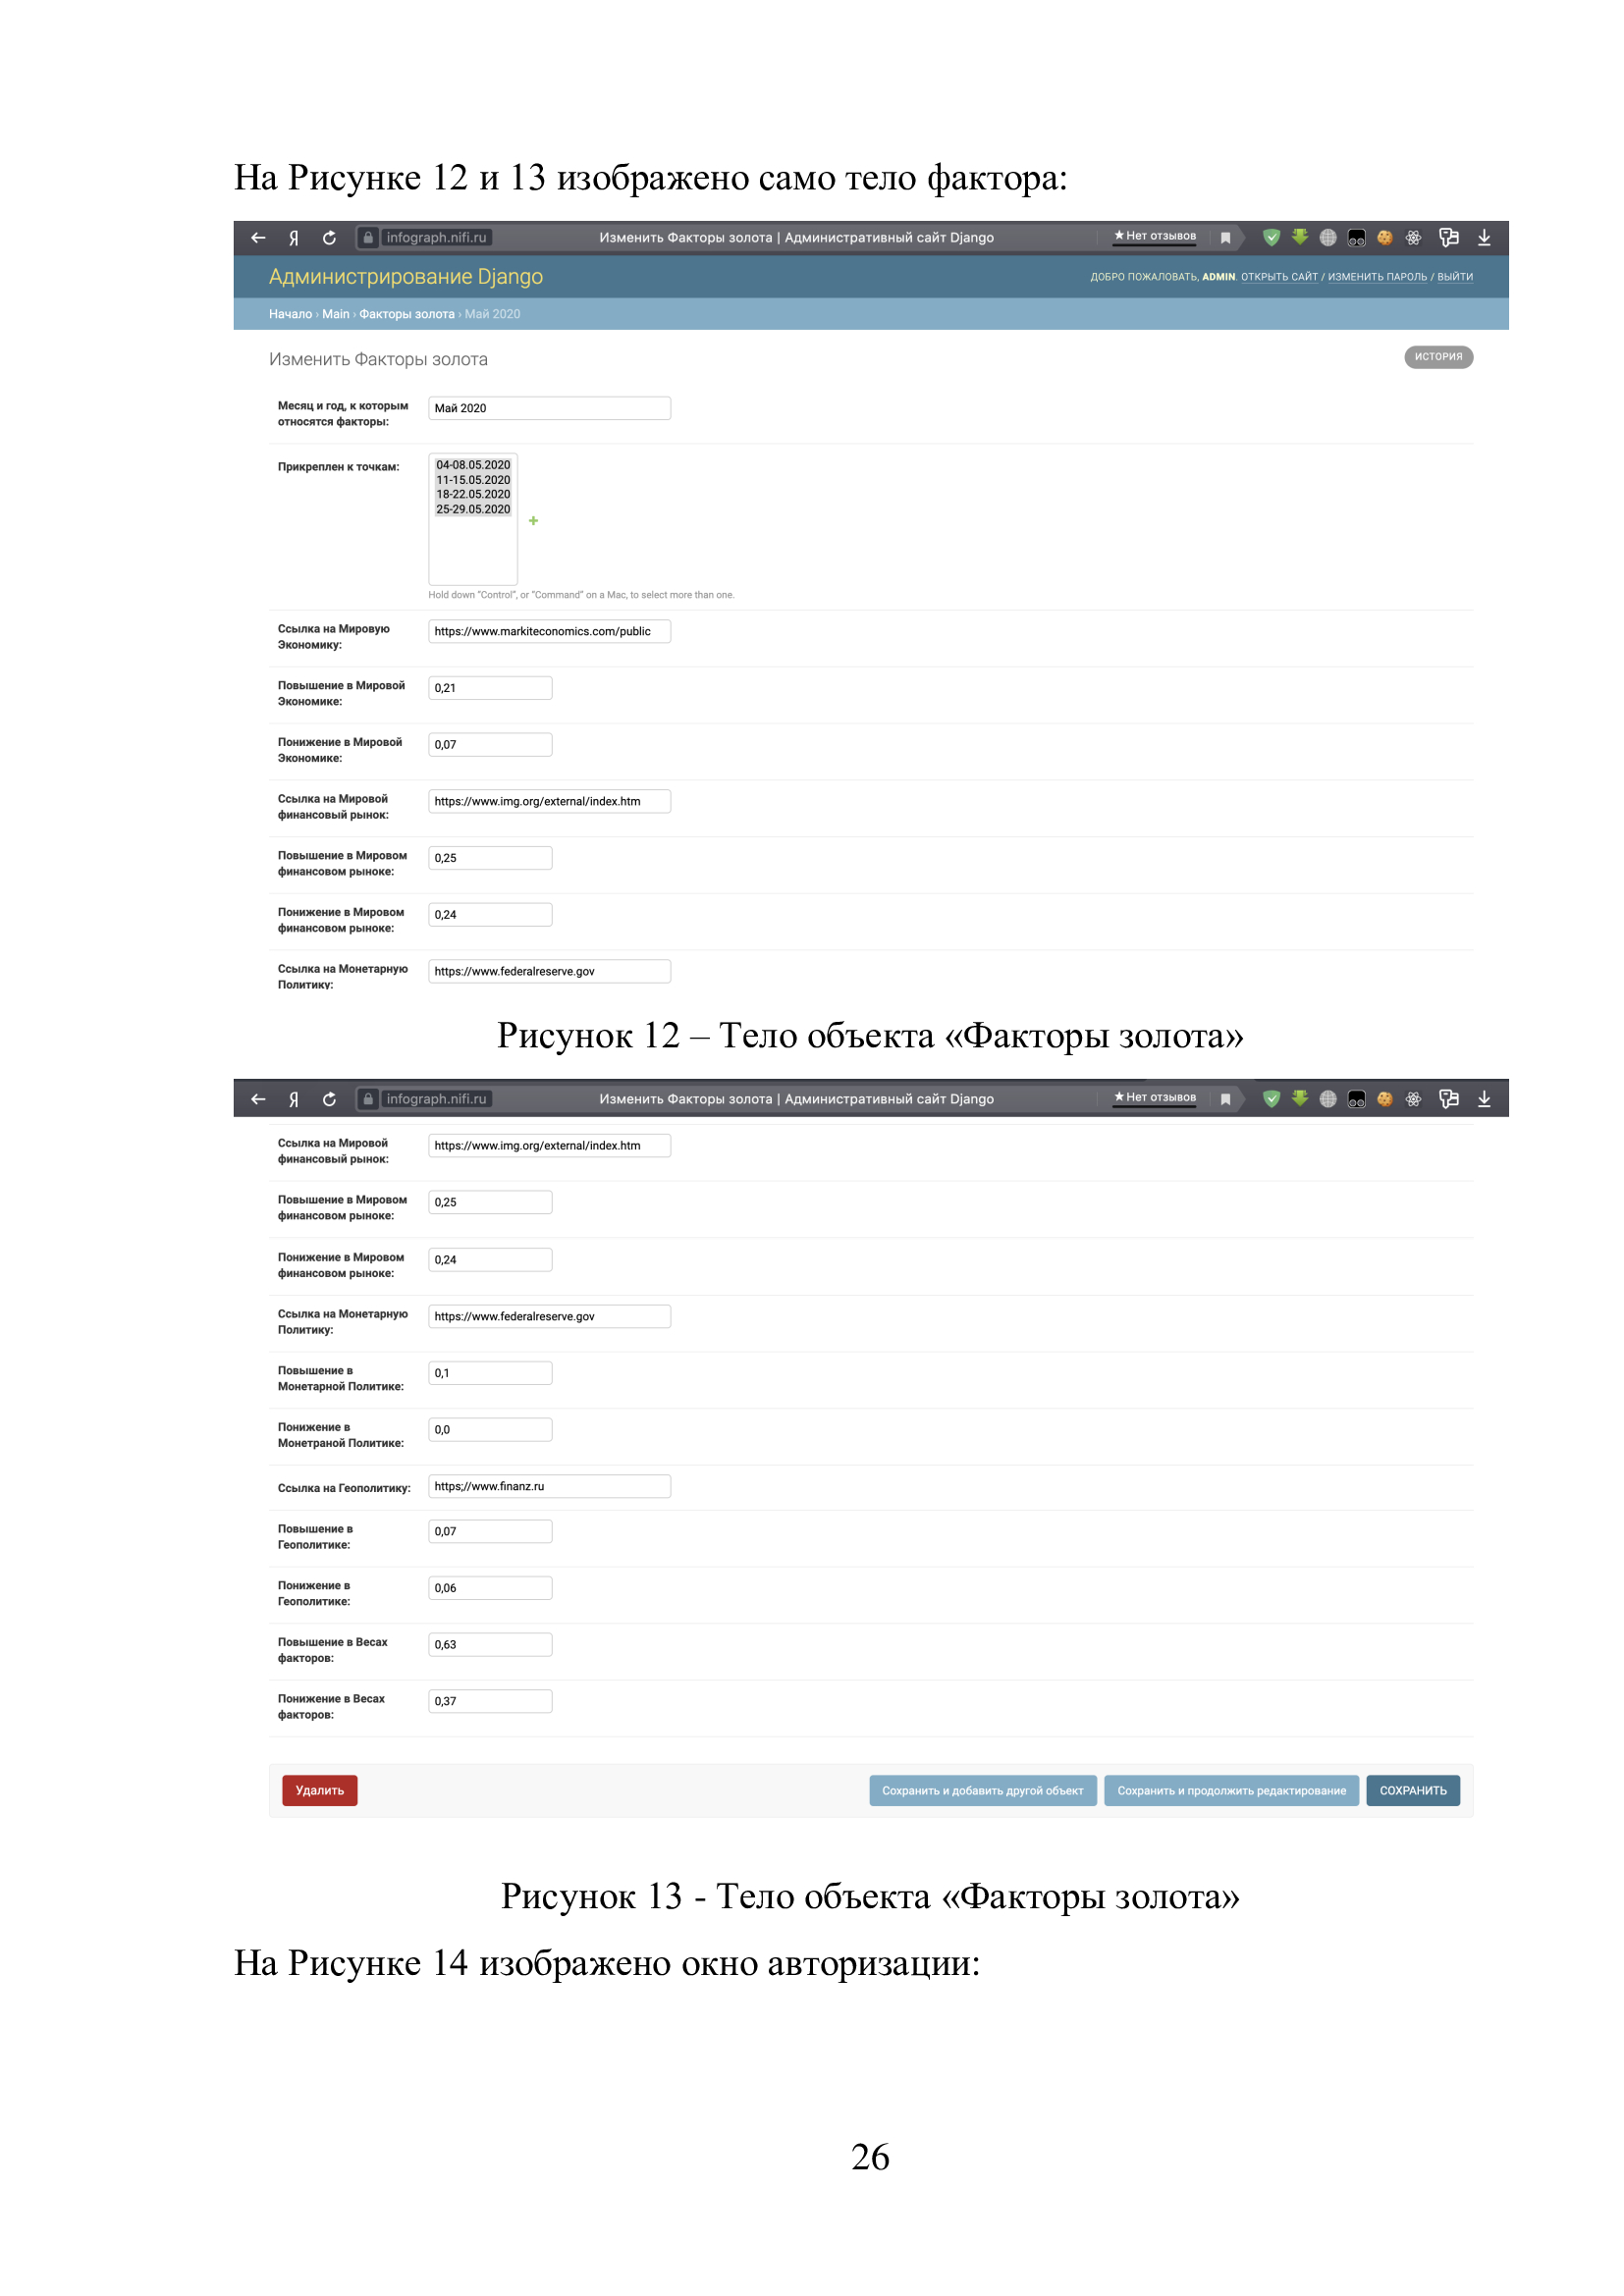 На Рисунке 12 и 13 изображено само тело фактора:
Я infograph.nifi.ru Изменить Факторы золота | Административный сайт Django ★ Нет отзывов
Администрирование Django
ДОБРО ПОЖАЛОВАТЬ, ADMIN. ОТКРЫТЬ САЙТ / ИЗМЕНИТЬ ПАРОЛЬ / ВЫЙТИ
Начало › Main › Факторы золота › Май 2020
Изменить Факторы золота
ИСТОРИЯ
Месяц и год, к которым
относятся факторы:
Май 2020
Прикреплен к точкам:
04-08.05.2020
11-15.05.2020
18-22.05.2020
25-29.05.2020
Hold down “Control”, or “Command” on a Mac, to select more than one.
Ссылка на Мировую
Экономику:
https://www.markiteconomics.com/public
Повышение в Мировой
Экономике:
0,21
Понижение в Мировой
Экономике:
0,07
Ссылка на Мировой
финансовый рынок:
https://www.img.org/external/index.htm
Повышение в Мировом
финансовом рыноке:
0,25
Понижение в Мировом
финансовом рыноке:
0,24
Ссылка на Монетарную
Политику:
https://www.federalreserve.gov
Рисунок 12 – Тело объекта «Факторы золота»
Я infograph.nifi.ru Изменить Факторы золота | Административный сайт Django ★ Нет отзывов
Ссылка на Мировой
финансовый рынок:
https://www.img.org/external/index.htm
Повышение в Мировом
финансовом рыноке:
0,25
Понижение в Мировом
финансовом рыноке:
0,24
Ссылка на Монетарную
Политику:
https://www.federalreserve.gov
Повышение в
Монетарной Политике:
0,1
Понижение в
Монетраной Политике:
0,0
Ссылка на Геополитику:
https;//www.finanz.ru
Повышение в
Геополитике:
0,07
Понижение в
Геополитике:
0,06
Повышение в Весах
факторов:
0,63
Понижение в Весах
факторов:
0,37
Удалить
Сохранить и добавить другой объект
Сохранить и продолжить редактирование
СОХРАНИТЬ
Рисунок 13 - Тело объекта «Факторы золота»
На Рисунке 14 изображено окно авторизации:
26